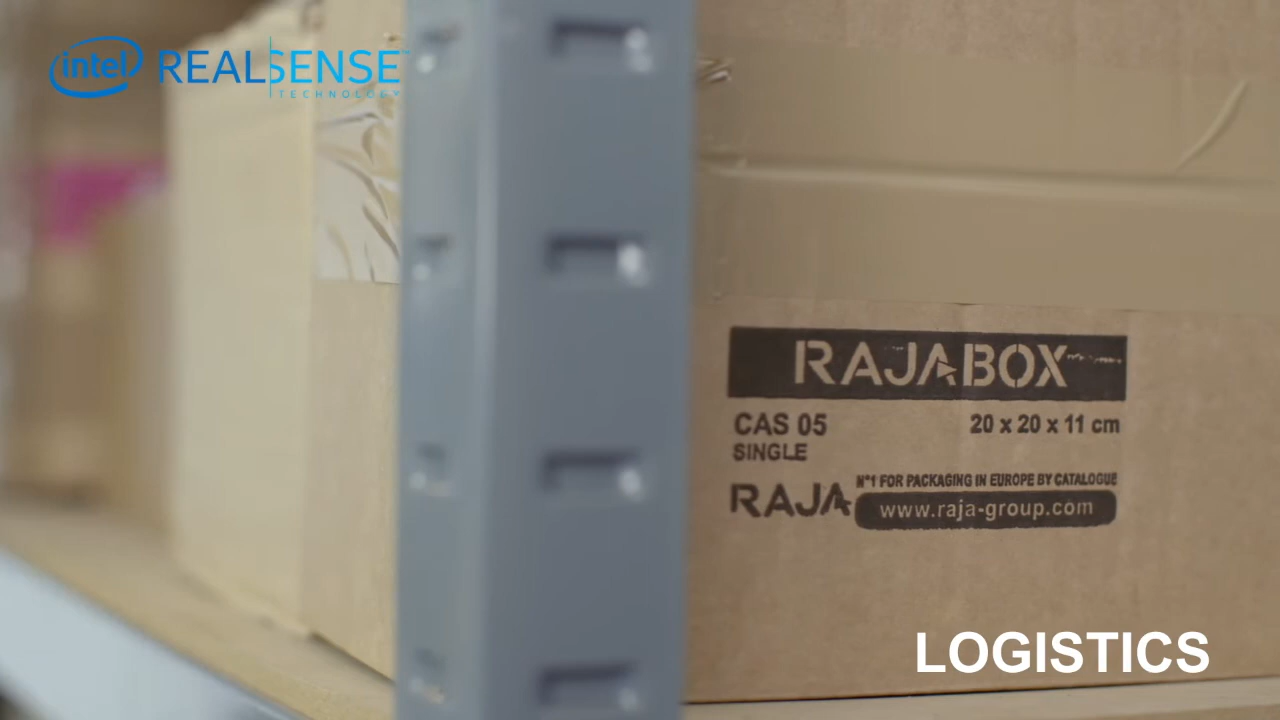 intel REALSENSE™
TECHNOLOGY
RAJABOX
CAS 05 20 x 20 x 11 cm
SINGLE
RAJA N°1 FOR PACKAGING IN EUROPE BY CATALOGUE
www.raja-group.com
LOGISTICS